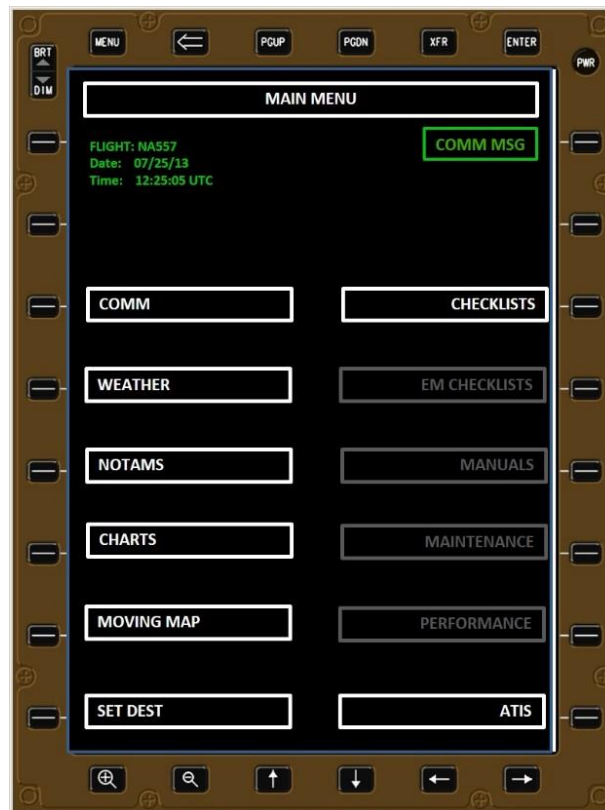 MENU
PGUP
PGDN
XFR
ENTER
BRT
DIM
PWR
MAIN MENU
FLIGHT: NA557
Date: 07/25/13
Time: 12:25:05 UTC
COMM MSG
COMM
CHECKLISTS
WEATHER
EM CHECKLISTS
NOTAMS
MANUALS
CHARTS
MAINTENANCE
MOVING MAP
PERFORMANCE
SET DEST
ATIS